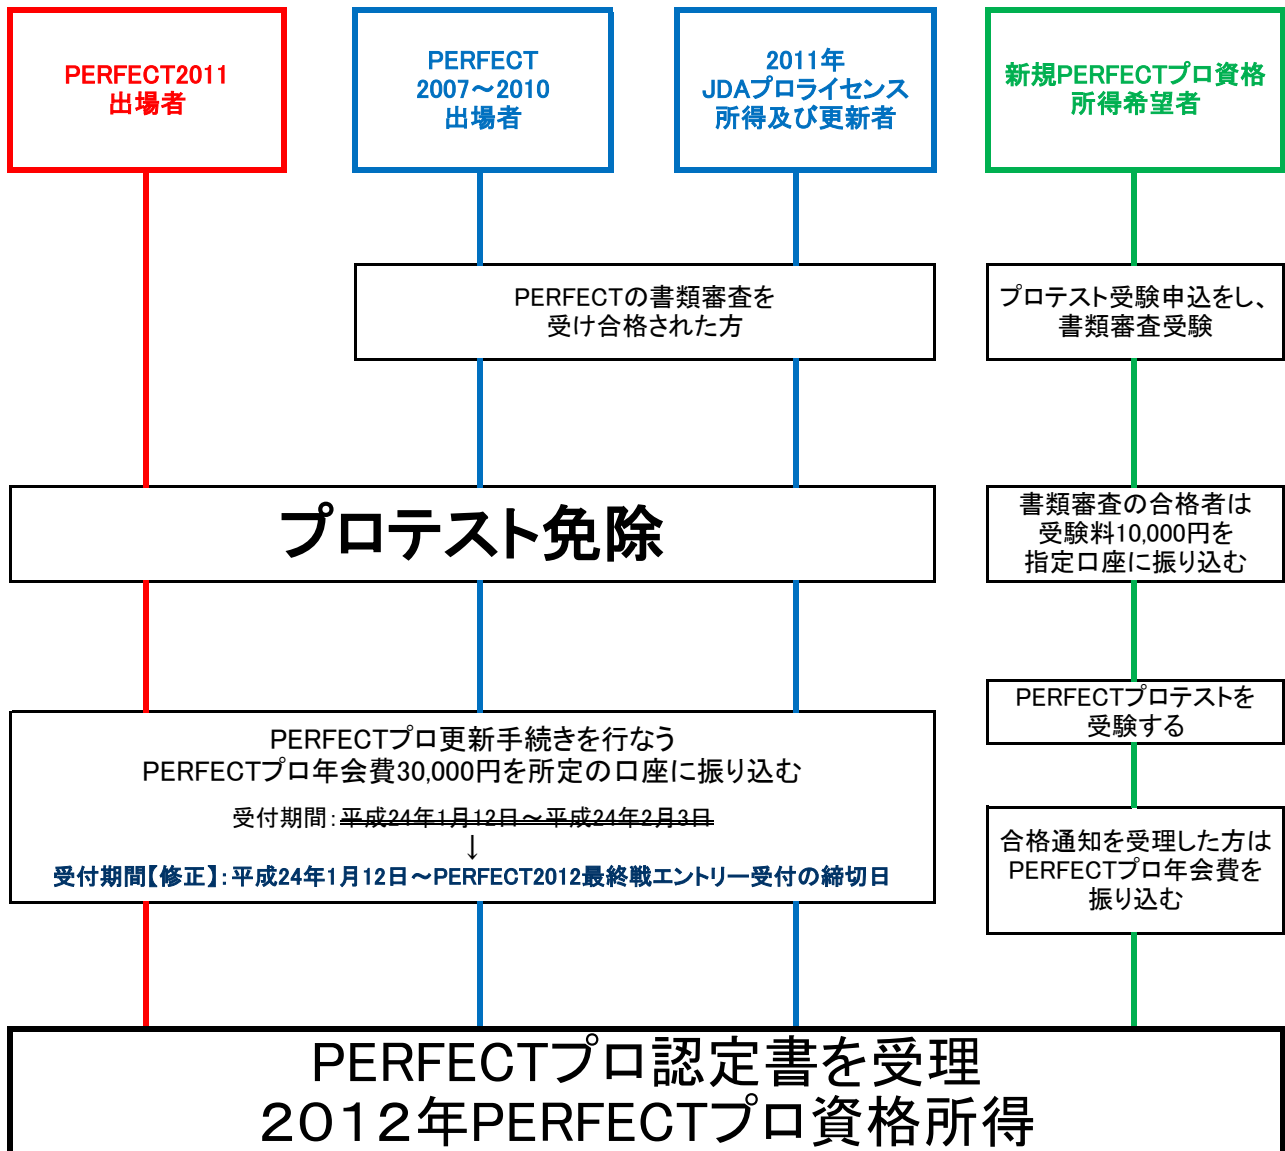 PERFECT2011
出場者
PERFECT
2007～2010
出場者
2011年
JDAプロライセンス
所得及び更新者
新規PERFECTプロ資格
所得希望者
PERFECTの書類審査を
受け合格された方
プロテスト受験申込をし、
書類審査受験
プロテスト免除
書類審査の合格者は
受験料10,000円を
指定口座に振り込む
PERFECTプロテストを
受験する
PERFECTプロ更新手続きを行なう
PERFECTプロ年会費30,000円を所定の口座に振り込む
受付期間：平成24年1月12日～平成24年2月3日
↓
受付期間【修正】：平成24年1月12日～PERFECT2012最終戦エントリー受付の締切日
合格通知を受理した方は
PERFECTプロ年会費を
振り込む
PERFECTプロ認定書を受理
２０１２年PERFECTプロ資格所得